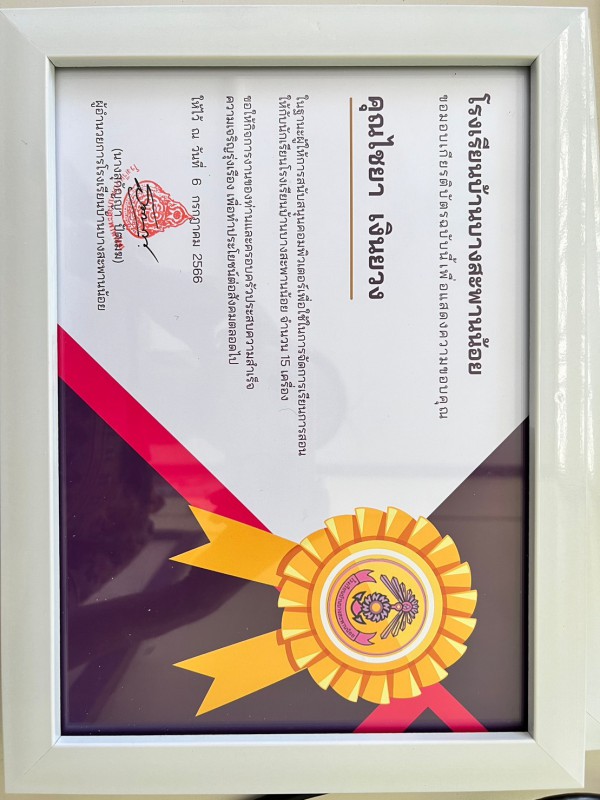 โรงเรียนบ้านบางสะพานน้อย
ขอมอบเกียรติบัตรฉบับนี้เพื่อแสดงความขอบคุณ
คุณไชยา เงินยวง
ในฐานะผู้ให้การสนับสนุนคอมพิวเตอร์เพื่อใช้ในการจัดการเรียนการสอน
ให้กับนักเรียนโรงเรียนบ้านบางสะพานน้อย จำนวน 15 เครื่อง
ขอให้กิจการงานของท่านและครอบครัวประสบความสำเร็จ
ความเจริญรุ่งเรือง เพื่อทำประโยชน์ต่อสังคมตลอดไป
ให้ไว้ ณ วันที่ 6 กรกฎาคม 2566
ผู้อำนวยการโรงเรียนบ้านบางสะพานน้อย